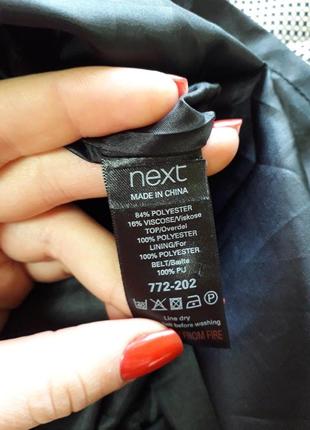 next
MADE IN CHINA
84% POLYESTER
16% VISCOSE/Viskose
TOP/Overdel
100% POLYESTER
LINING/For
100% POLYESTER
BELT/Bælte
100% PU
772-202
P
Line dry
before washing
FROM FIRE